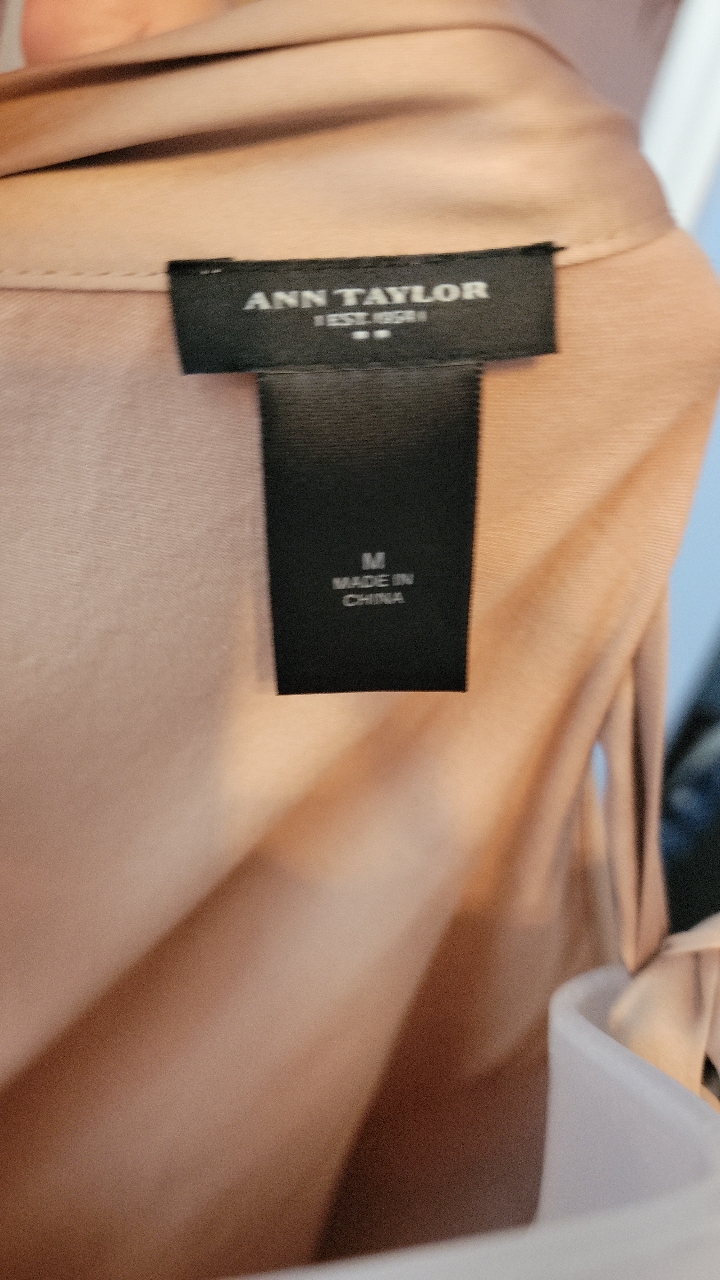 ANN TAYLOR
EST. 1954
M
MADE IN
CHINA